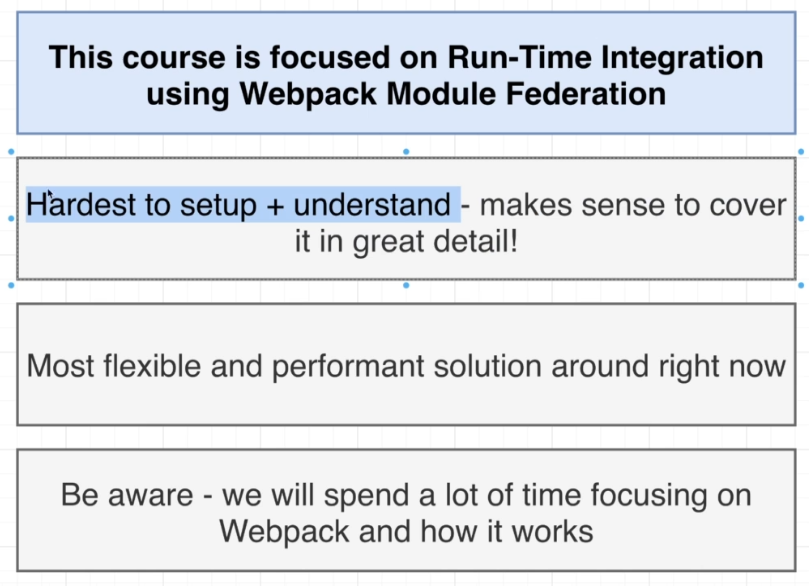 This course is focused on Run-Time Integration
using Webpack Module Federation
Hardest to setup + understand - makes sense to cover
it in great detail!
Most flexible and performant solution around right now
Be aware - we will spend a lot of time focusing on
Webpack and how it works